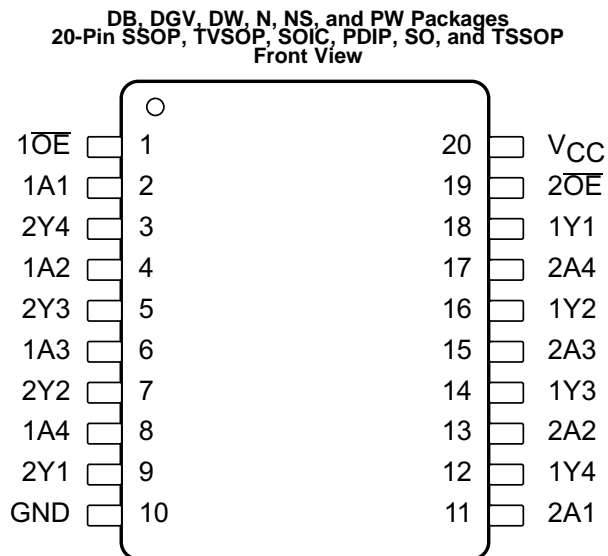 DB, DGV, DW, N, NS, and PW Packages
20-Pin SSOP, TVSOP, SOIC, PDIP, SO, and TSSOP
Front View
1O̅E̅ 1 20 VCC
1A1 2 19 2O̅E̅
2Y4 3 18 1Y1
1A2 4 17 2A4
2Y3 5 16 1Y2
1A3 6 15 2A3
2Y2 7 14 1Y3
1A4 8 13 2A2
2Y1 9 12 1Y4
GND 10 11 2A1